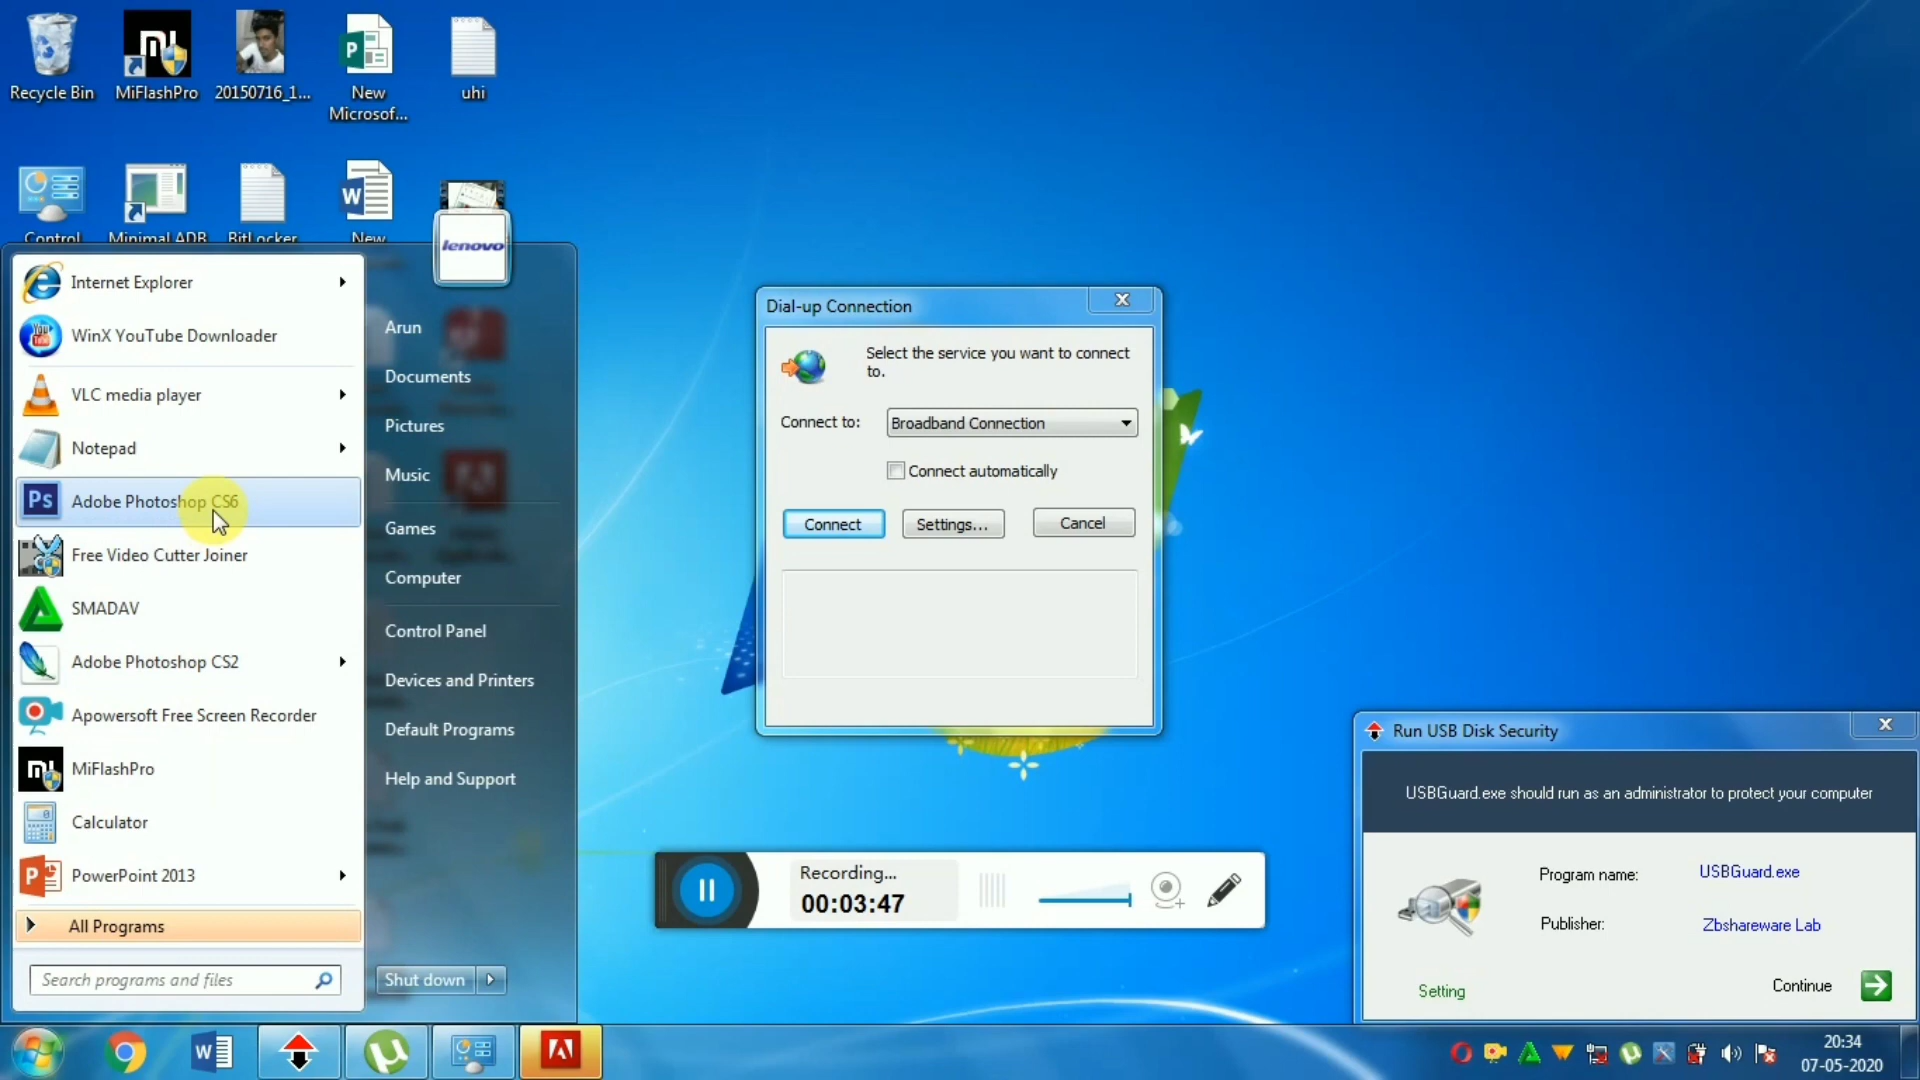 Recycle Bin
MiFlashPro
20150716_1...
New
Microsof...
uhi
Control
Minimal ADB
BitLocker
New
lenovo
Internet Explorer
WinX YouTube Downloader
VLC media player
Notepad
Ps
Adobe Photoshop CS6
Free Video Cutter Joiner
SMADAV
Adobe Photoshop CS2
Apowersoft Free Screen Recorder
MiFlashPro
Calculator
PowerPoint 2013
All Programs
Search programs and files
Arun
Documents
Pictures
Music
Games
Computer
Control Panel
Devices and Printers
Default Programs
Help and Support
Shut down
Dial-up Connection
Select the service you want to connect
to.
Connect to:
Broadband Connection
Connect automatically
Connect
Settings...
Cancel
Recording...
00:03:47
Run USB Disk Security
USBGuard.exe should run as an administrator to protect your computer
Program name:
USBGuard.exe
Publisher:
Zbshareware Lab
Setting
Continue
20:34
07-05-2020